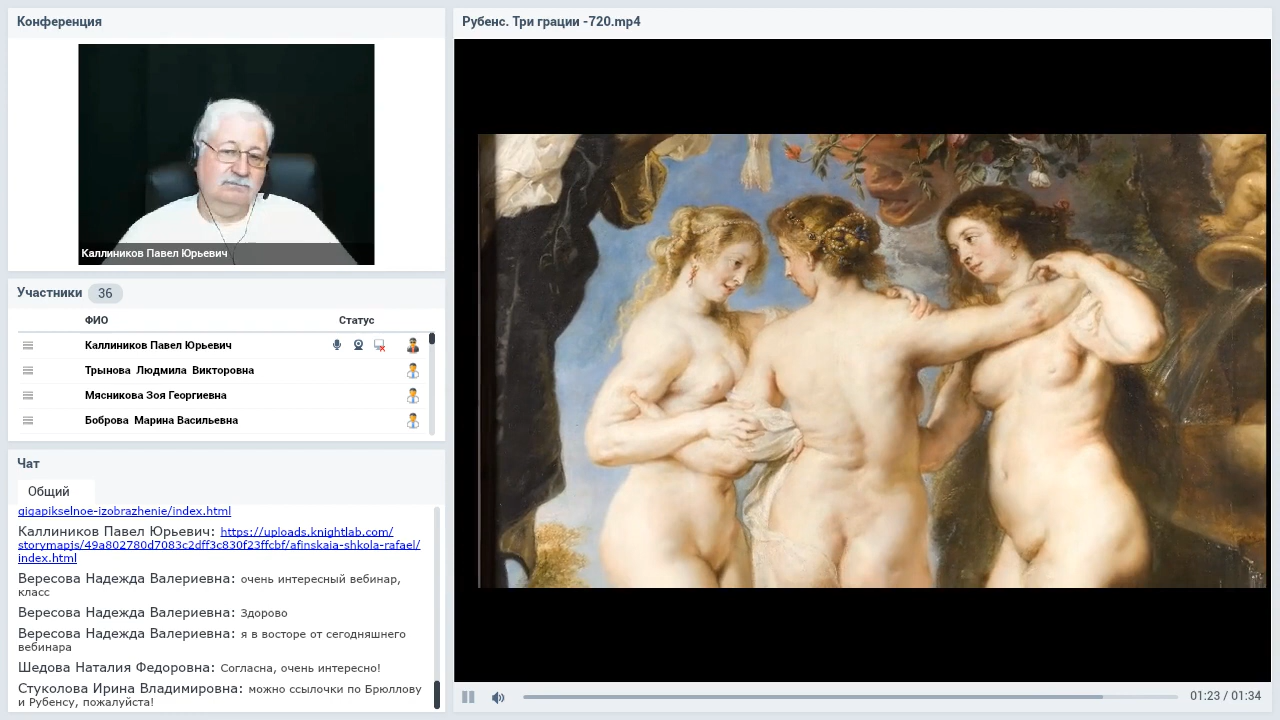 Конференция
Каллиников Павел Юрьевич
Участники 36
ФИО Статус
Каллиников Павел Юрьевич
Трынова Людмила Викторовна
Мясникова Зоя Георгиевна
Боброва Марина Васильевна
Чат
Общий
gigapikselnoe-izobrazhenie/index.html
Каллиников Павел Юрьевич: https://uploads.knightlab.com/
storymapjs/49a802780d7083c2dff3c830f23ffcbf/afinskaia-shkola-rafael/
index.html
Вересова Надежда Валериевна: очень интересный вебинар,
класс
Вересова Надежда Валериевна: Здорово
Вересова Надежда Валериевна: я в восторе от сегодняшнего
вебинара
Шедова Наталия Федоровна: Согласна, очень интересно!
Стуколова Ирина Владимировна: можно ссылочки по Брюллову
и Рубенсу, пожалуйста!
Рубенс. Три грации -720.mp4
01:23 / 01:34